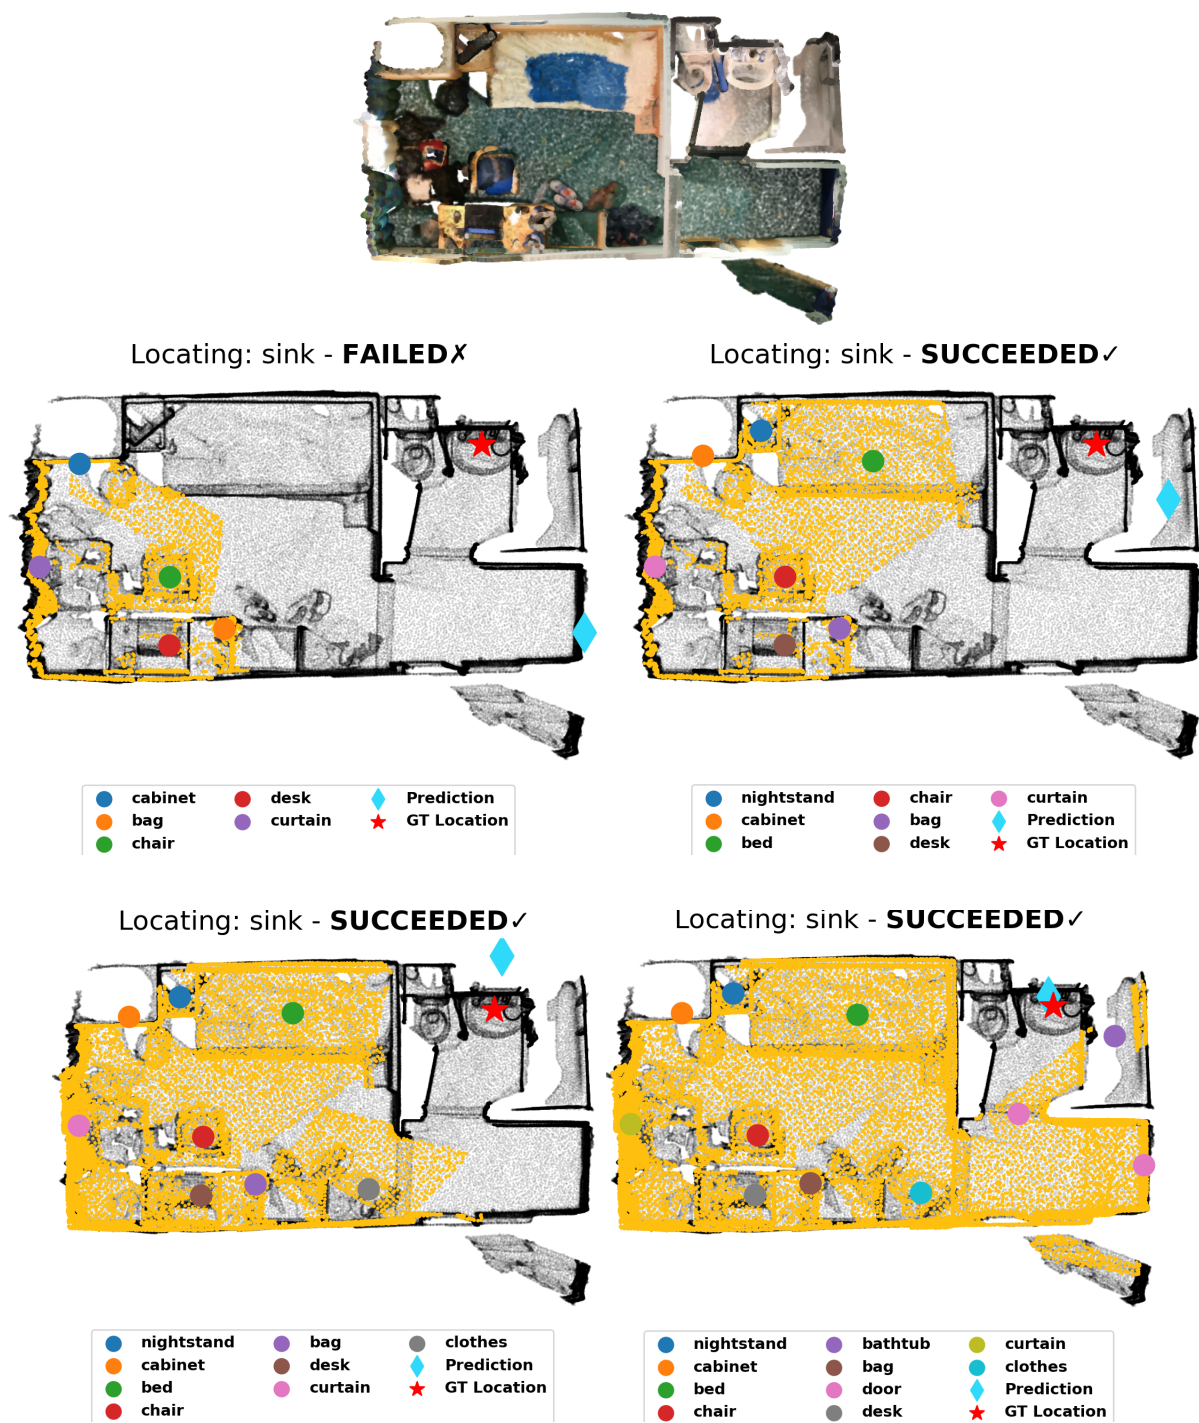 Locating: sink - FAILED✗
Locating: sink - SUCCEEDED✓
cabinet
bag
chair
desk
curtain
Prediction
GT Location
nightstand
cabinet
bed
chair
bag
desk
curtain
Prediction
GT Location
Locating: sink - SUCCEEDED✓
Locating: sink - SUCCEEDED✓
nightstand
cabinet
bed
chair
bag
desk
curtain
clothes
Prediction
GT Location
nightstand
cabinet
bed
chair
bathtub
bag
door
desk
curtain
clothes
Prediction
GT Location